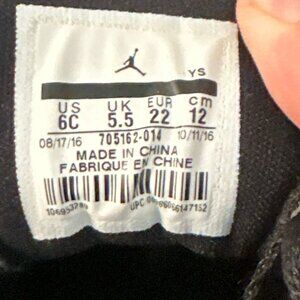 YS
US UK EUR cm
6C 5.5 22 12
08/17/16 705162-014 10/11/16
MADE IN CHINA
FABRIQUE EN CHINE
UPC